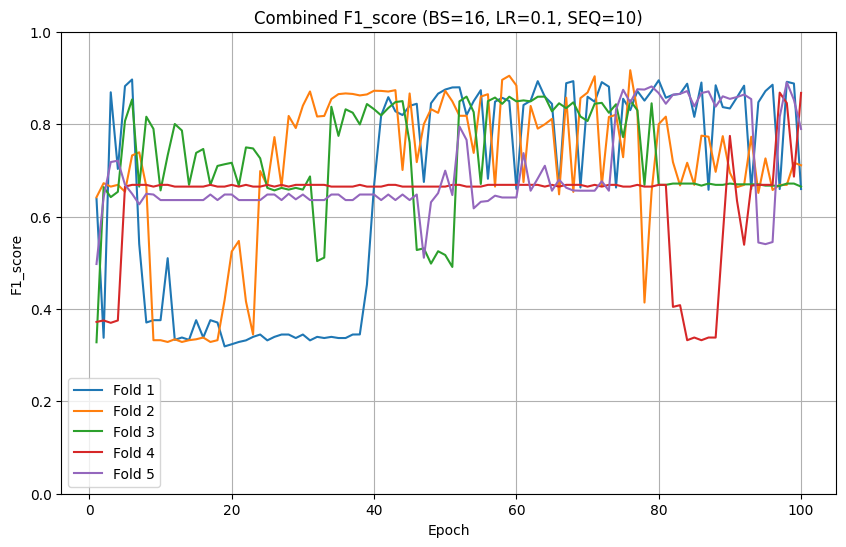 Combined F1_score (BS=16, LR=0.1, SEQ=10)
F1_score
1.0
0.8
0.6
0.4
0.2
0.0
Fold 1
Fold 2
Fold 3
Fold 4
Fold 5
0 20 40 60 80 100
Epoch